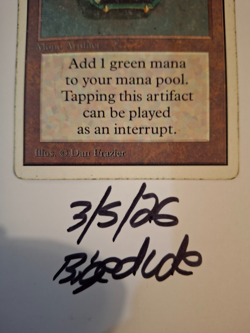 Mono Artifact
Add 1 green mana
to your mana pool.
Tapping this artifact
can be played
as an interrupt.
Illus. © Dan Frazier
3/5/26